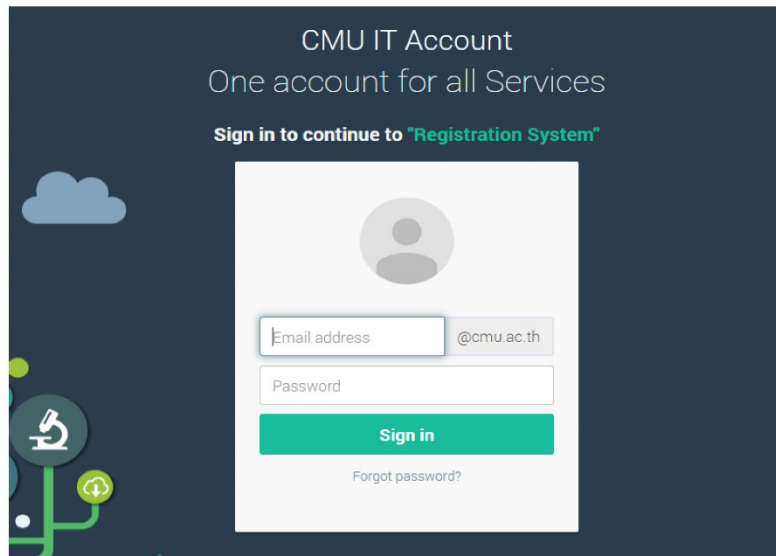 CMU IT Account
One account for all Services
Sign in to continue to "Registration System"
Email address @cmu.ac.th
Password
Sign in
Forgot password?